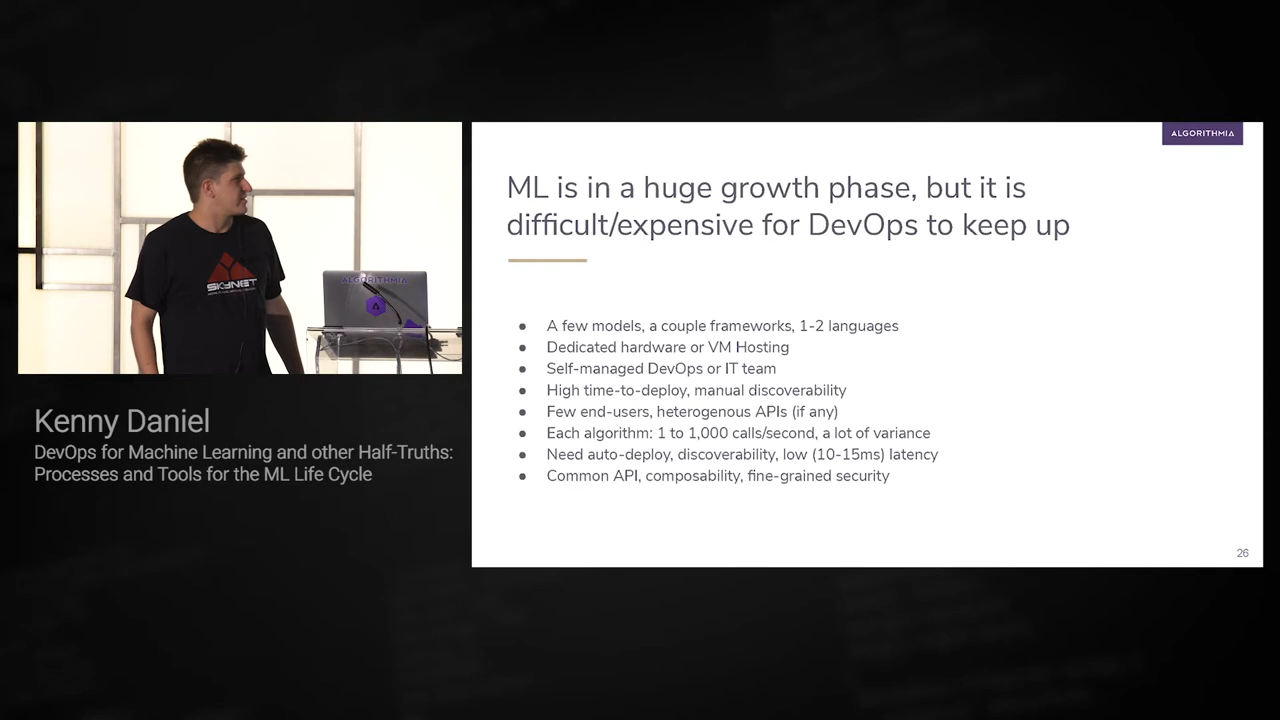 ALGORITHMIA
ML is in a huge growth phase, but it is
difficult/expensive for DevOps to keep up
● A few models, a couple frameworks, 1-2 languages
● Dedicated hardware or VM Hosting
● Self-managed DevOps or IT team
● High time-to-deploy, manual discoverability
● Few end-users, heterogenous APIs (if any)
● Each algorithm: 1 to 1,000 calls/second, a lot of variance
● Need auto-deploy, discoverability, low (10-15ms) latency
● Common API, composability, fine-grained security
26
SKYNET
ALGORITHMIA
Kenny Daniel
DevOps for Machine Learning and other Half-Truths:
Processes and Tools for the ML Life Cycle